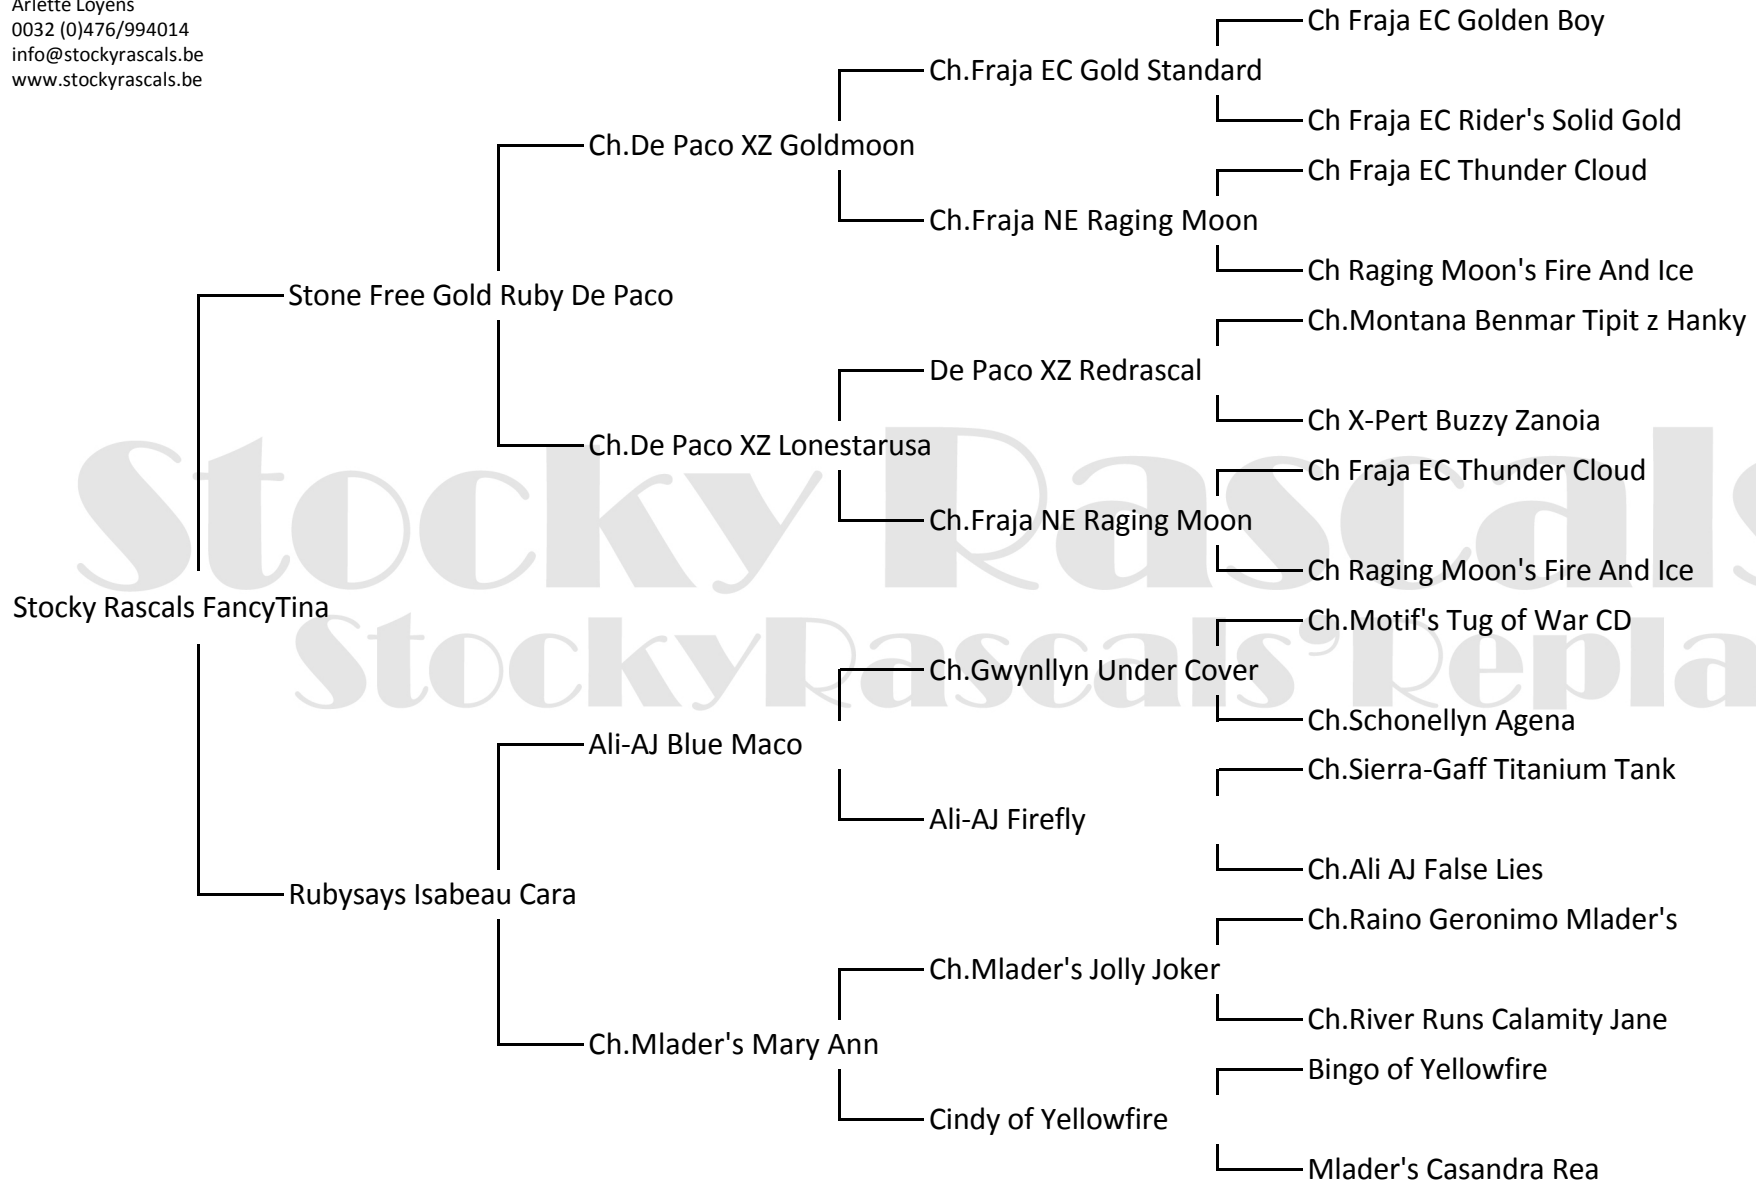 Arlette Loyens
0032 (0)476/994014
info@stockyrascals.be
www.stockyrascals.be
Ch Fraja EC Golden Boy
Ch.Fraja EC Gold Standard
Ch Fraja EC Rider's Solid Gold
Ch.De Paco XZ Goldmoon
Ch Fraja EC Thunder Cloud
Ch.Fraja NE Raging Moon
Ch Raging Moon's Fire And Ice
Stone Free Gold Ruby De Paco
Ch.Montana Benmar Tipit z Hanky
De Paco XZ Redrascal
Ch X-Pert Buzzy Zanoia
Ch.De Paco XZ Lonestarusa
Ch Fraja EC Thunder Cloud
Ch.Fraja NE Raging Moon
Ch Raging Moon's Fire And Ice
Stocky Rascals
Stocky Rascals FancyTina
StockyRascals' Repla
Ch.Motif's Tug of War CD
Ch.Gwynllyn Under Cover
Ch.Schonellyn Agena
Ali-AJ Blue Maco
Ch.Sierra-Gaff Titanium Tank
Ali-AJ Firefly
Ch.Ali AJ False Lies
Rubysays Isabeau Cara
Ch.Raino Geronimo Mlader's
Ch.Mlader's Jolly Joker
Ch.River Runs Calamity Jane
Ch.Mlader's Mary Ann
Bingo of Yellowfire
Cindy of Yellowfire
Mlader's Casandra Rea